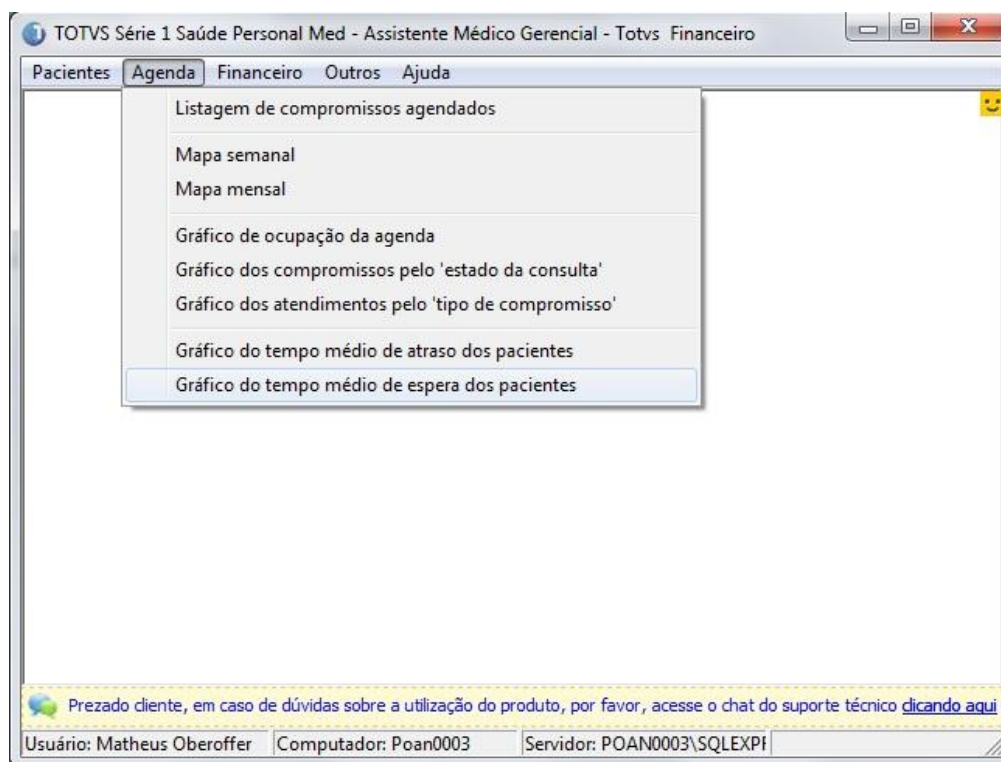 TOTVS Série 1 Saúde Personal Med - Assistente Médico Gerencial - Totvs Financeiro
Pacientes Agenda Financeiro Outros Ajuda
Listagem de compromissos agendados
Mapa semanal
Mapa mensal
Gráfico de ocupação da agenda
Gráfico dos compromissos pelo 'estado da consulta'
Gráfico dos atendimentos pelo 'tipo de compromisso'
Gráfico do tempo médio de atraso dos pacientes
Gráfico do tempo médio de espera dos pacientes
Prezado cliente, em caso de dúvidas sobre a utilização do produto, por favor, acesse o chat do suporte técnico clicando aqui
Usuário: Matheus Oberoffer Computador: Poan0003 Servidor: POAN0003\SQLEXPF